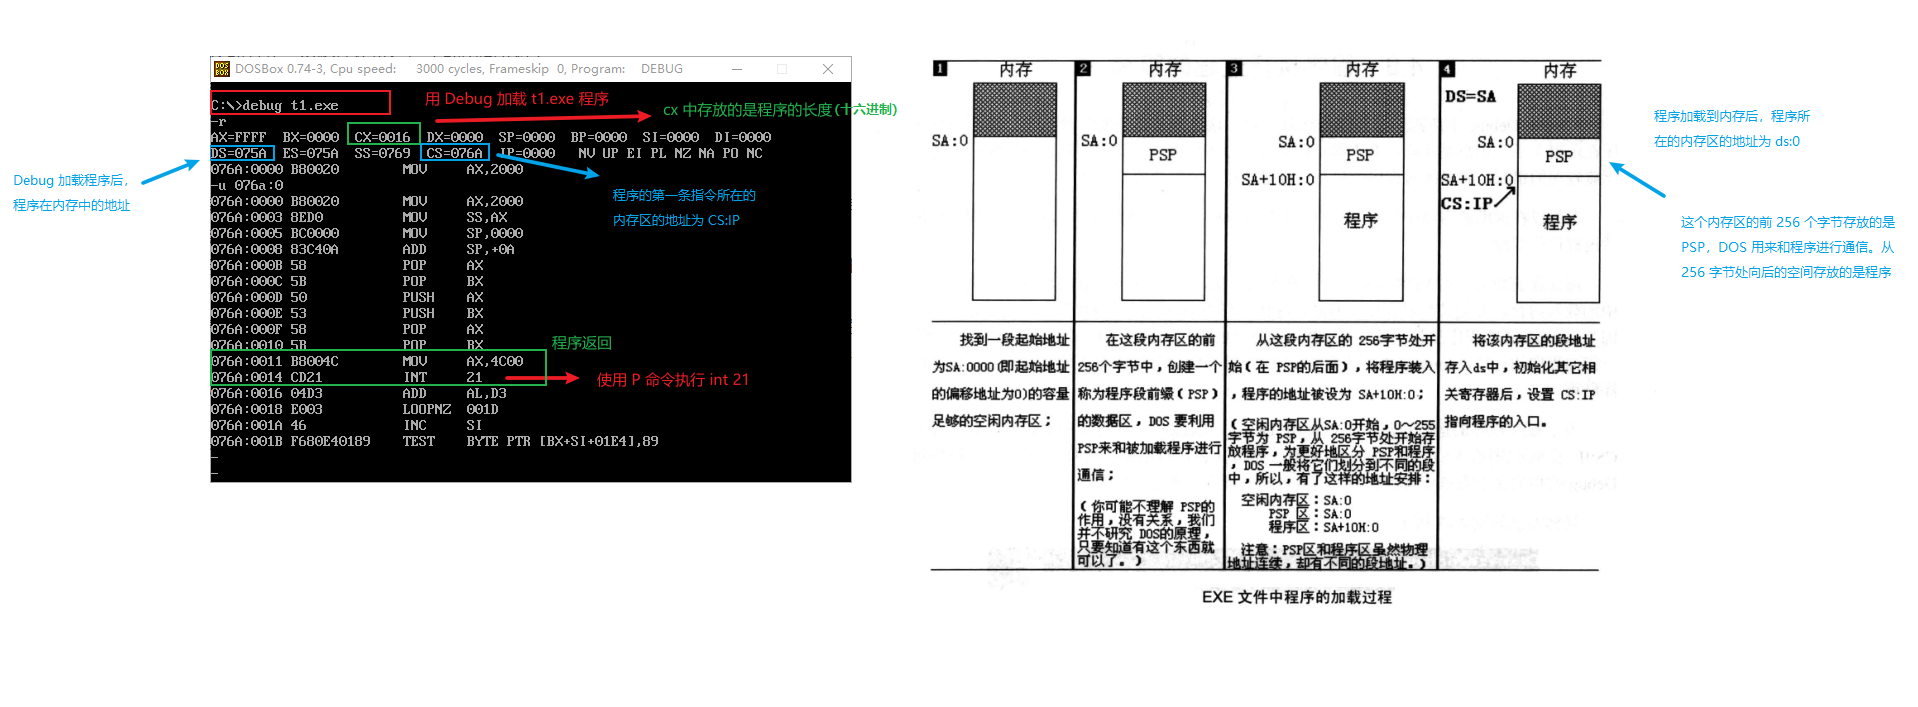 DOSBox 0.74-3, Cpu speed: 3000 cycles, Frameskip 0, Program: DEBUG
C:\>debug t1.exe
-r
AX=FFFF BX=0000 CX=0016 DX=0000 SP=0000 BP=0000 SI=0000 DI=0000
DS=075A ES=075A SS=0769 CS=076A IP=0000 NV UP EI PL NZ NA PO NC
076A:0000 B80020 MOV AX,2000
-u 076a:0
076A:0000 B80020 MOV AX,2000
076A:0003 8ED0 MOV SS,AX
076A:0005 BC0000 MOV SP,0000
076A:0008 83C40A ADD SP,+0A
076A:000B 58 POP AX
076A:000C 5B POP BX
076A:000D 50 PUSH AX
076A:000E 53 PUSH BX
076A:000F 58 POP AX
076A:0010 5B POP BX
076A:0011 B8004C MOV AX,4C00
076A:0014 CD21 INT 21
076A:0016 04D3 ADD AL,D3
076A:0018 E003 LOOPNZ 001D
076A:001A 46 INC SI
076A:001B F680E40189 TEST BYTE PTR [BX+SI+01E4],89
-
-
用 Debug 加载 t1.exe 程序
cx 中存放的是程序的长度(十六进制)
Debug 加载程序后，
程序在内存中的地址
程序的第一条指令所在的
内存区的地址为 CS:IP
程序返回
使用 P 命令执行 int 21
1 内存
SA:0
找到一段起始地址
为SA:0000(即起始地址
的偏移地址为0)的容量
足够的空闲内存区；
2 内存
SA:0
PSP
在这段内存区的前
256个字节中，创建一个
称为程序段前缀(PSP)
的数据区，DOS 要利用
PSP来和被加载程序进行
通信；
(你可能不理解 PSP的
作用，没有关系，我们
并不研究 DOS的原理，
只要知道有这个东西就
可以了。)
3 内存
SA:0
PSP
SA+10H:0
程序
从这段内存区的 256字节处开
始(在 PSP的后面)，将程序装入
，程序的地址被设为 SA+10H:0；
(空闲内存区从SA:0开始，0～255
字节为 PSP，从 256字节处开始存
放程序，为更好地区分 PSP和程序
，DOS 一般将它们划分到不同的段
中，所以，有了这样的地址安排：
空闲内存区：SA:0
PSP 区：SA:0
程序区：SA+10H:0
注意：PSP区和程序区虽然物理
地址连续，却有不同的段地址。)
4 内存
DS=SA
SA:0
PSP
SA+10H:0
CS:IP
程序
将该内存区的段地址
存入ds中，初始化其它相
关寄存器后，设置 CS:IP
指向程序的入口。
EXE 文件中程序的加载过程
程序加载到内存后，程序所
在的内存区的地址为 ds:0
这个内存区的前 256 个字节存放的是
PSP，DOS 用来和程序进行通信。从
256 字节处向后的空间存放的是程序